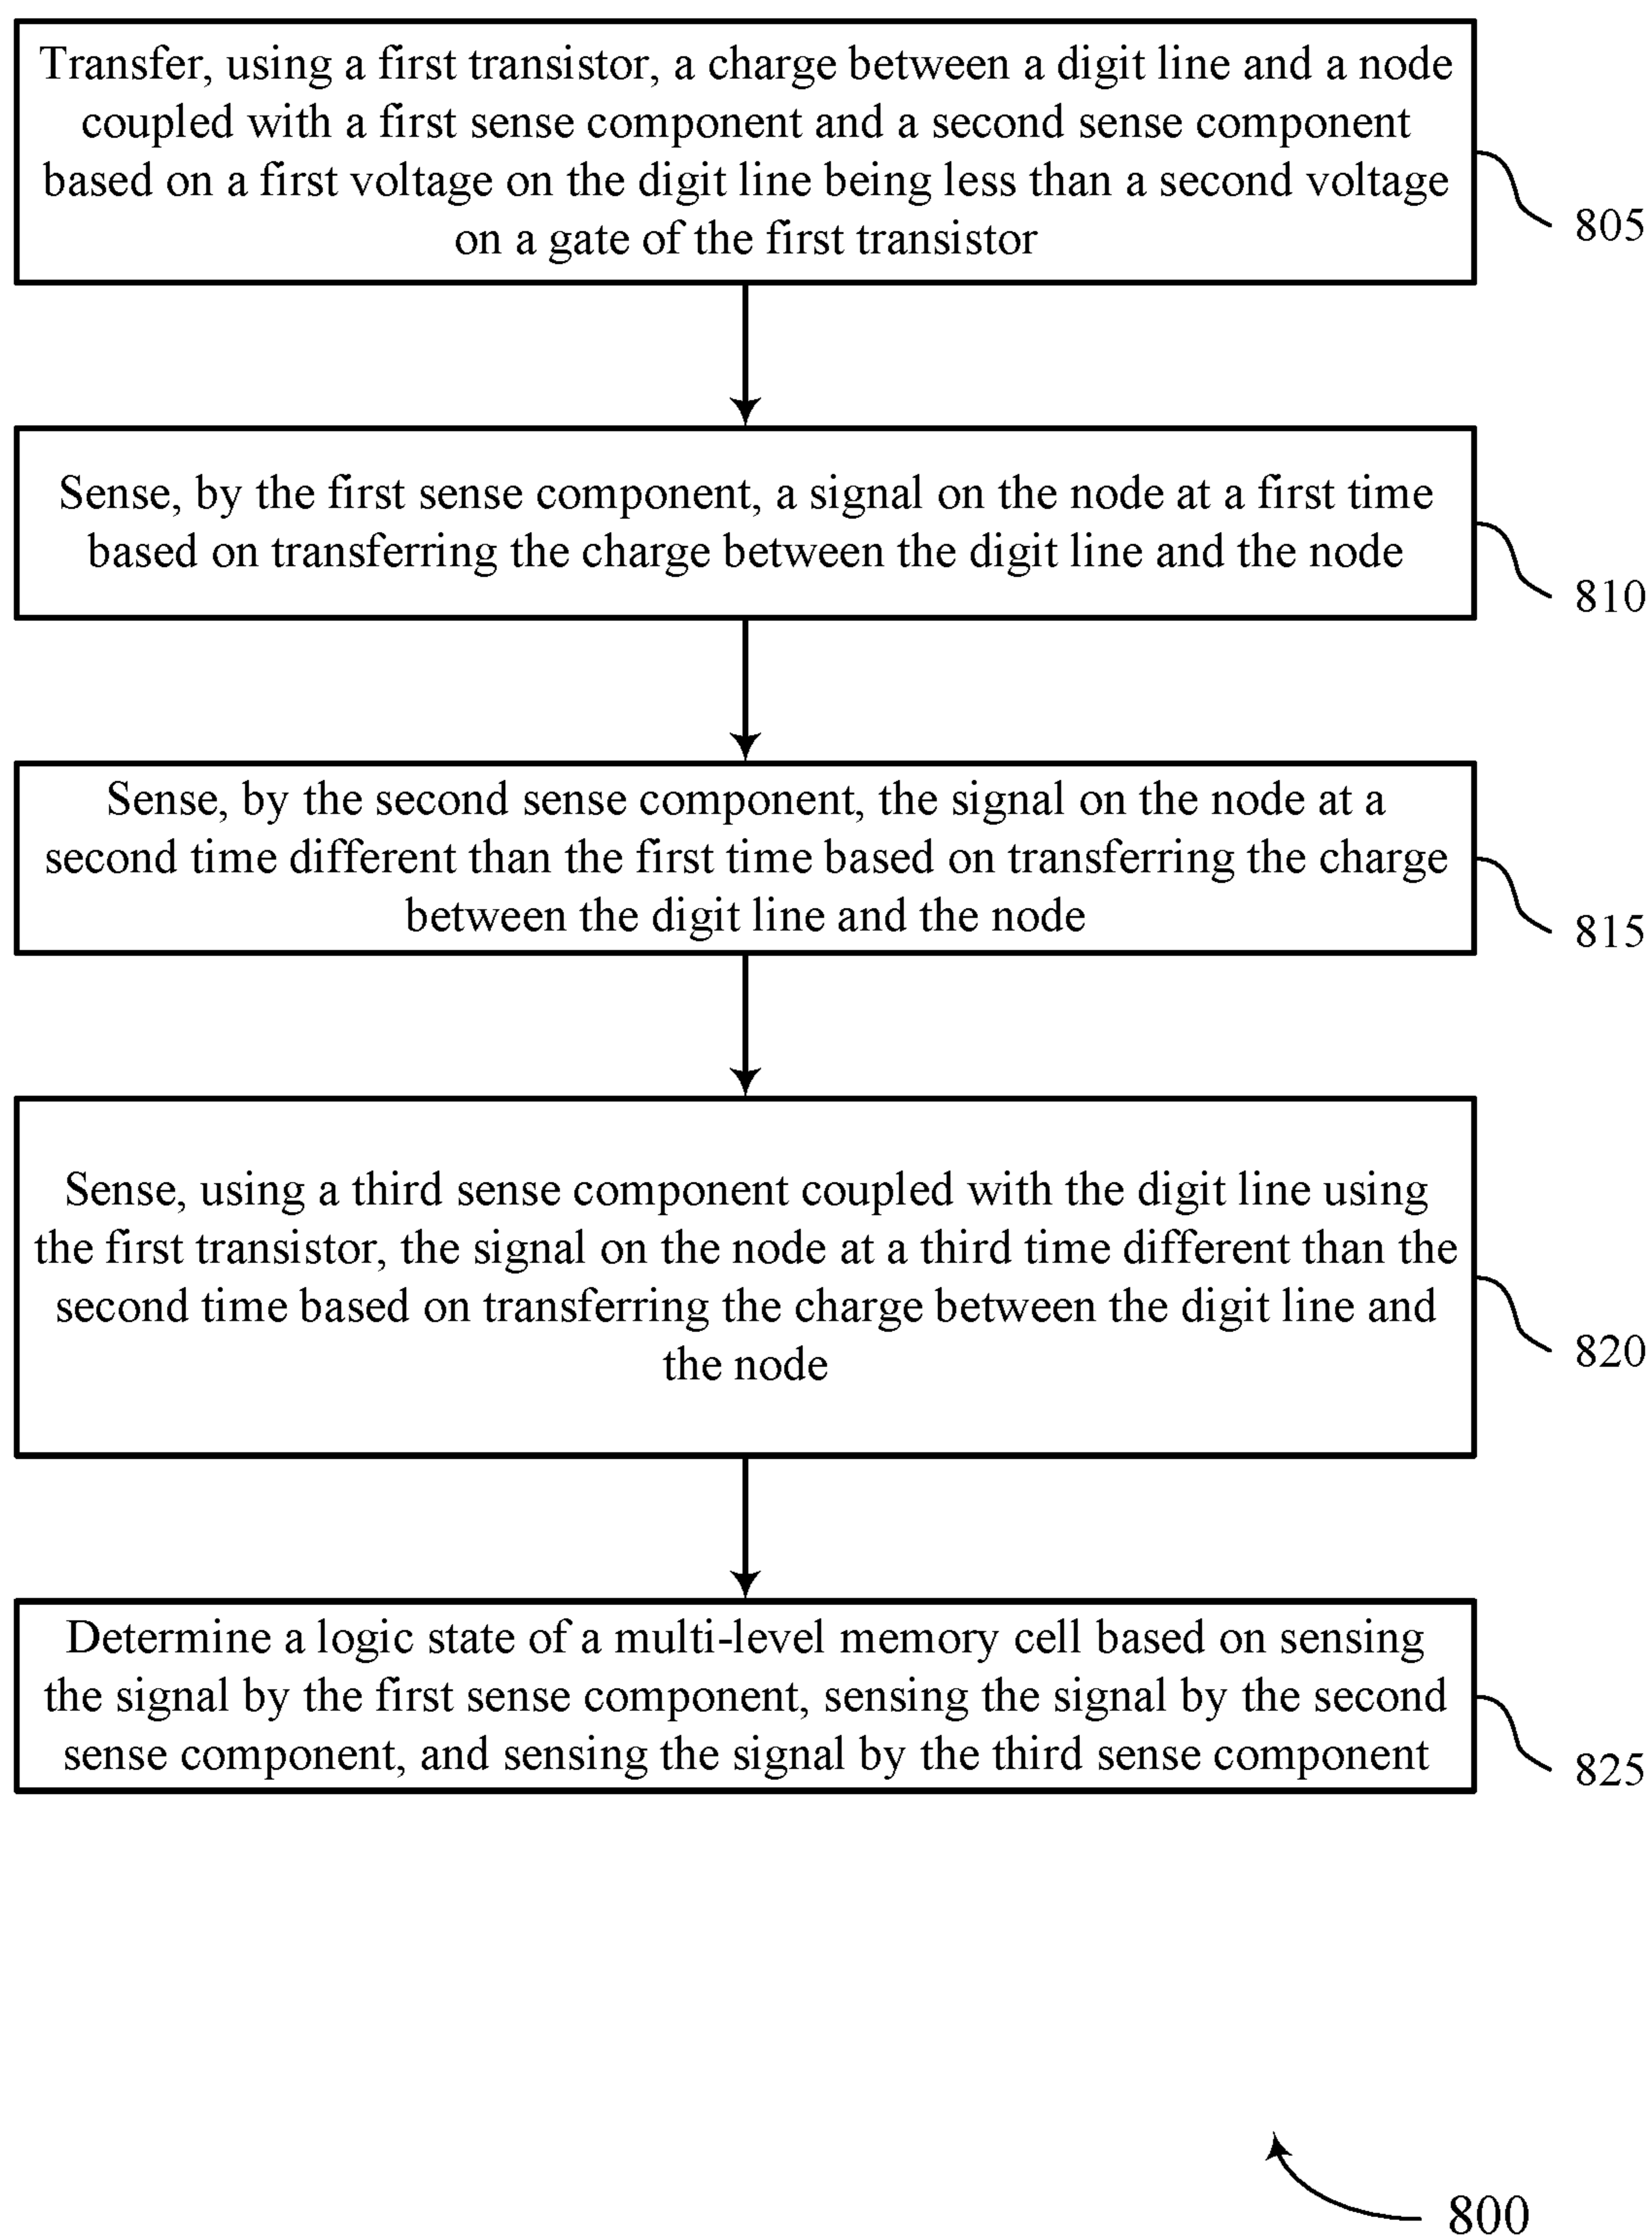 Transfer, using a first transistor, a charge between a digit line and a node
coupled with a first sense component and a second sense component
based on a first voltage on the digit line being less than a second voltage
on a gate of the first transistor
805
Sense, by the first sense component, a signal on the node at a first time
based on transferring the charge between the digit line and the node
810
Sense, by the second sense component, the signal on the node at a
second time different than the first time based on transferring the charge
between the digit line and the node
815
Sense, using a third sense component coupled with the digit line using
the first transistor, the signal on the node at a third time different than the
second time based on transferring the charge between the digit line and
the node
820
Determine a logic state of a multi-level memory cell based on sensing
the signal by the first sense component, sensing the signal by the second
sense component, and sensing the signal by the third sense component
825
800